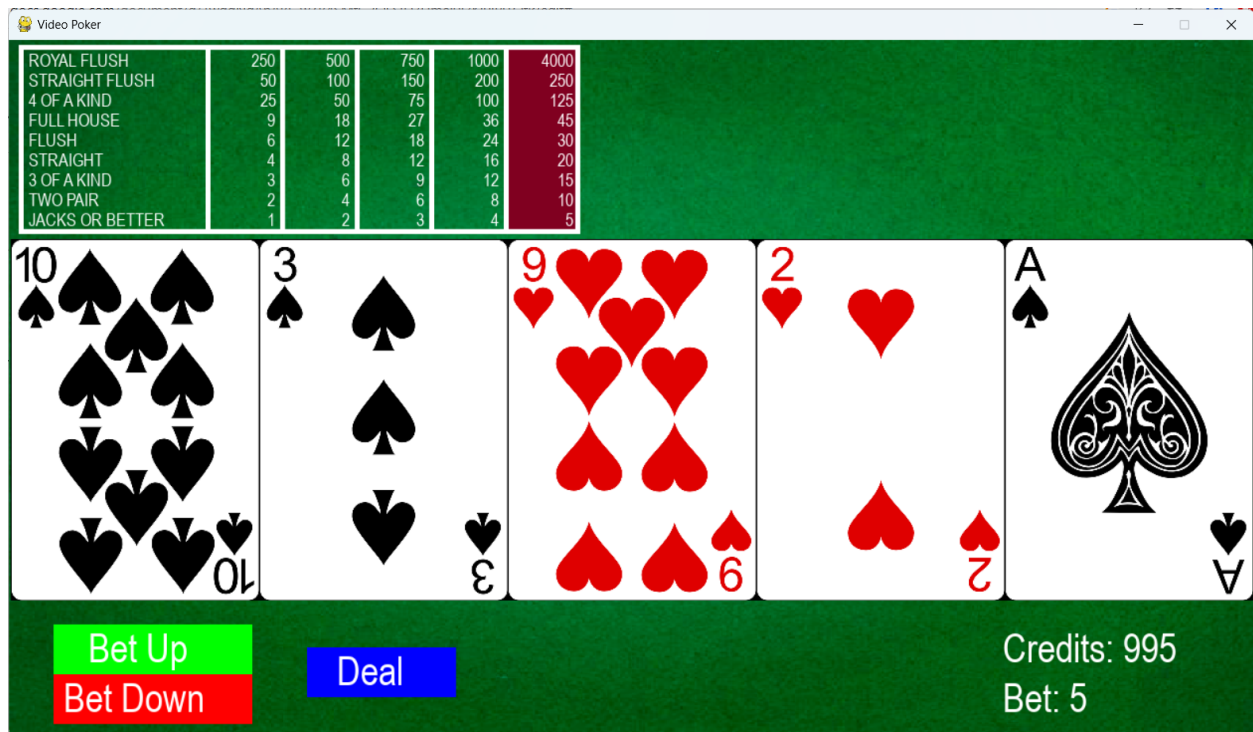 Video Poker
ROYAL FLUSH 250 500 750 1000 4000
STRAIGHT FLUSH 50 100 150 200 250
4 OF A KIND 25 50 75 100 125
FULL HOUSE 9 18 27 36 45
FLUSH 6 12 18 24 30
STRAIGHT 4 8 12 16 20
3 OF A KIND 3 6 9 12 15
TWO PAIR 2 4 6 8 10
JACKS OR BETTER 1 2 3 4 5
10 3 9 2 A
10 3 9 2 A
Bet Up
Bet Down
Deal
Credits: 995
Bet: 5